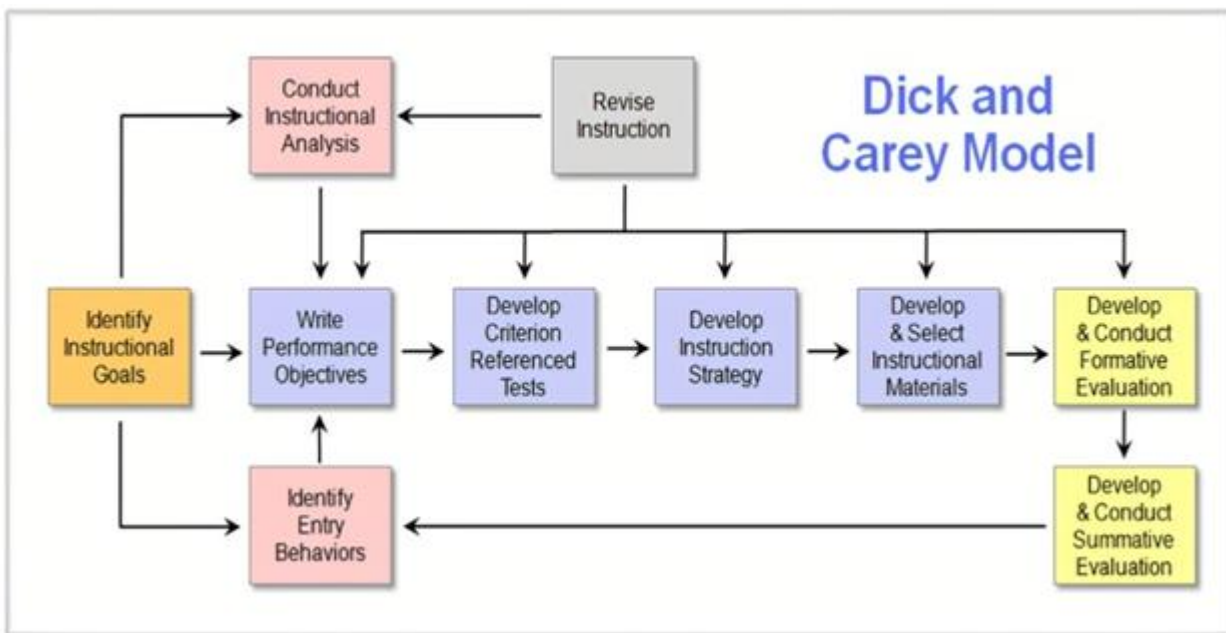 Conduct
Instructional
Analysis
Revise
Instruction
Dick and
Carey Model
Identify
Instructional
Goals
Write
Performance
Objectives
Develop
Criterion
Referenced
Tests
Develop
Instruction
Strategy
Develop
& Select
Instructional
Materials
Develop
& Conduct
Formative
Evaluation
Identify
Entry
Behaviors
Develop
& Conduct
Summative
Evaluation